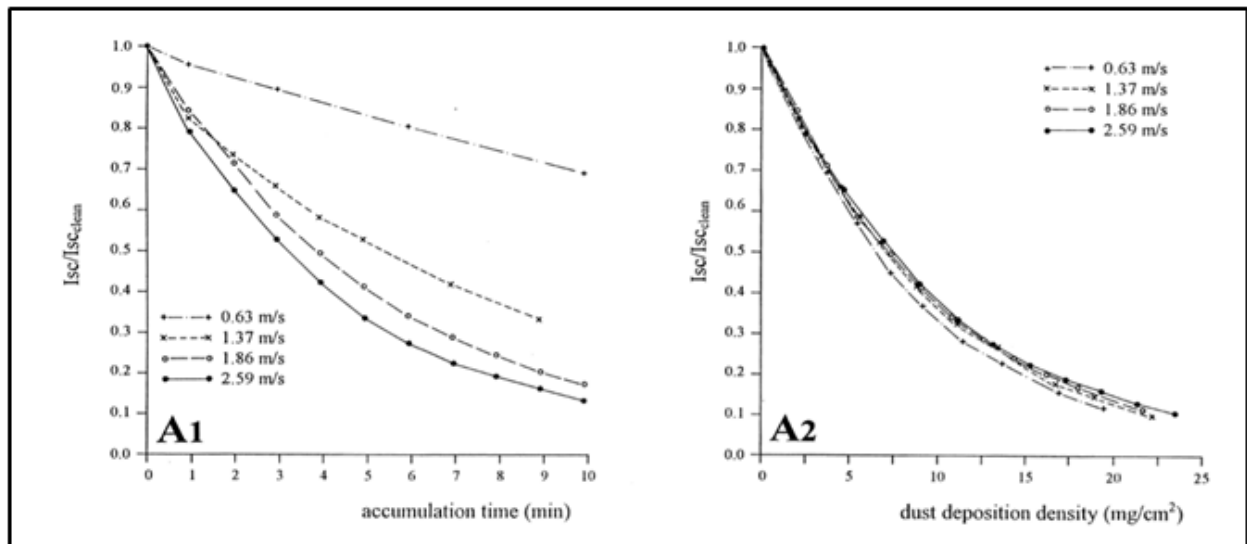 1.0
0.9
0.8
0.7
0.6
0.5
0.4
0.3
0.2
0.1
0.0
Isc/Isc_clean
0.63 m/s
1.37 m/s
1.86 m/s
2.59 m/s
A1
0 1 2 3 4 5 6 7 8 9 10
accumulation time (min)
1.0
0.9
0.8
0.7
0.6
0.5
0.4
0.3
0.2
0.1
0.0
Isc/Isc_clean
0.63 m/s
1.37 m/s
1.86 m/s
2.59 m/s
A2
0 5 10 15 20 25
dust deposition density (mg/cm²)